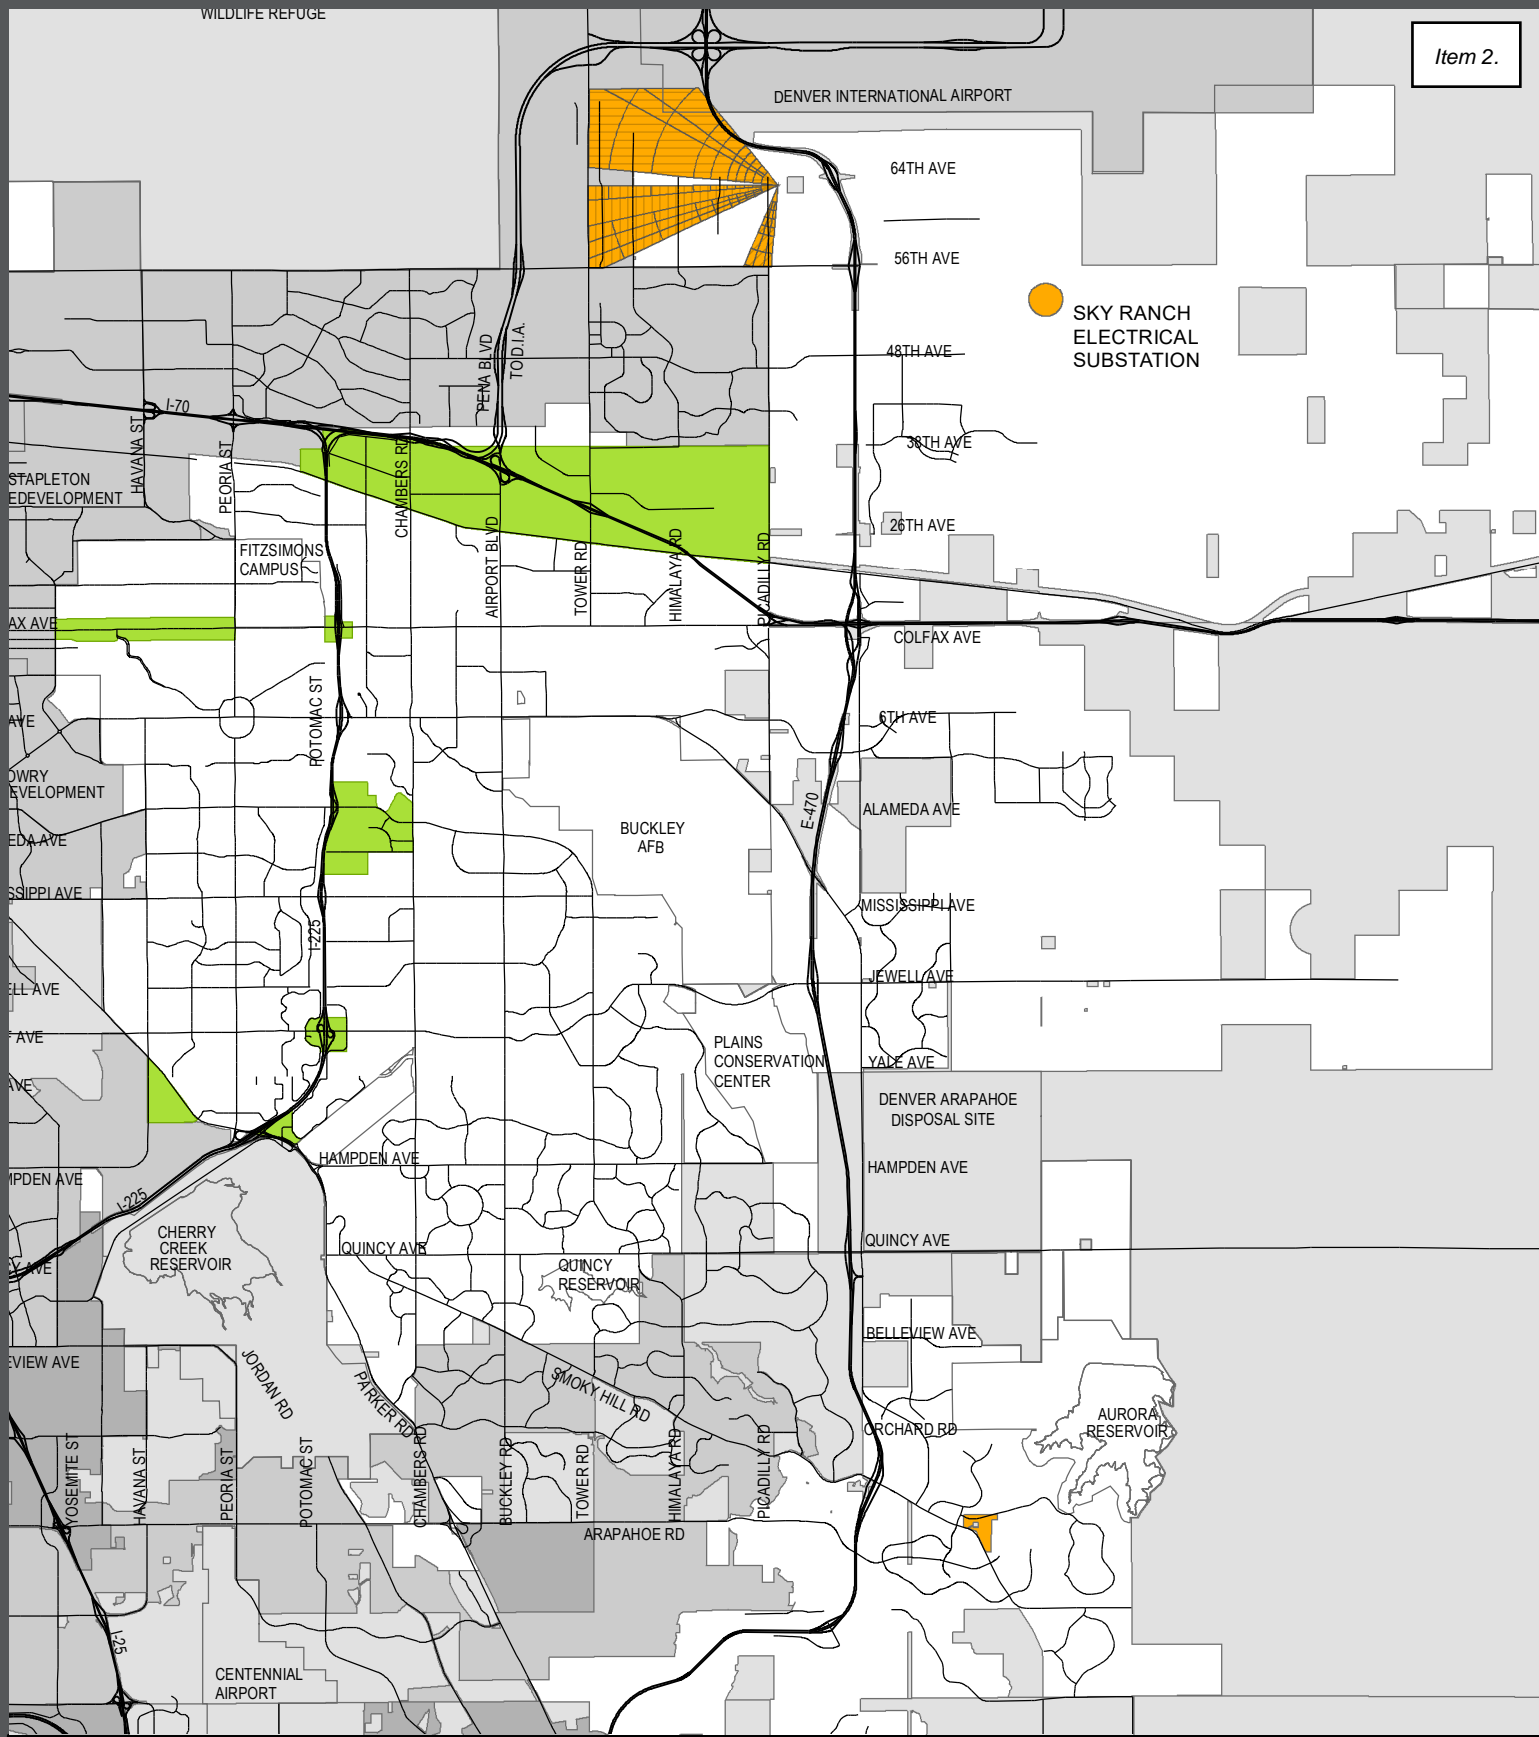 WILDLIFE REFUGE
Item 2.
DENVER INTERNATIONAL AIRPORT
64TH AVE
56TH AVE
SKY RANCH
ELECTRICAL
SUBSTATION
PENA BLVD
TO D.I.A.
48TH AVE
I-70
HAVANA ST
PEORIA ST
CHAMBERS RD
38TH AVE
STAPLETON
EDEVELOPMENT
26TH AVE
FITZSIMONS
CAMPUS
AIRPORT BLVD
TOWER RD
HIMALAYA RD
PICADILLY RD
AX AVE
COLFAX AVE
POTOMAC ST
AVE
6TH AVE
OWRY
EVELOPMENT
E-470
ALAMEDA AVE
BUCKLEY
AFB
EDA AVE
SSIPPI AVE
MISSISSIPPI AVE
I-225
JEWELL AVE
ELL AVE
F AVE
PLAINS
CONSERVATION
CENTER
YALE AVE
AVE
DENVER ARAPAHOE
DISPOSAL SITE
HAMPDEN AVE
HAMPDEN AVE
MPDEN AVE
I-225
CHERRY
CREEK
RESERVOIR
QUINCY AVE
QUINCY AVE
QUINCY
RESERVOIR
Y AVE
BELLEVIEW AVE
EVIEW AVE
JORDAN RD
PARKER RD
SMOKY HILL RD
AURORA
RESERVOIR
ORCHARD RD
YOSEMITE ST
HAVANA ST
PEORIA ST
POTOMAC ST
CHAMBERS RD
BUCKLEY RD
TOWER RD
HIMALAYA RD
PICADILLY RD
ARAPAHOE RD
I-25
CENTENNIAL
AIRPORT